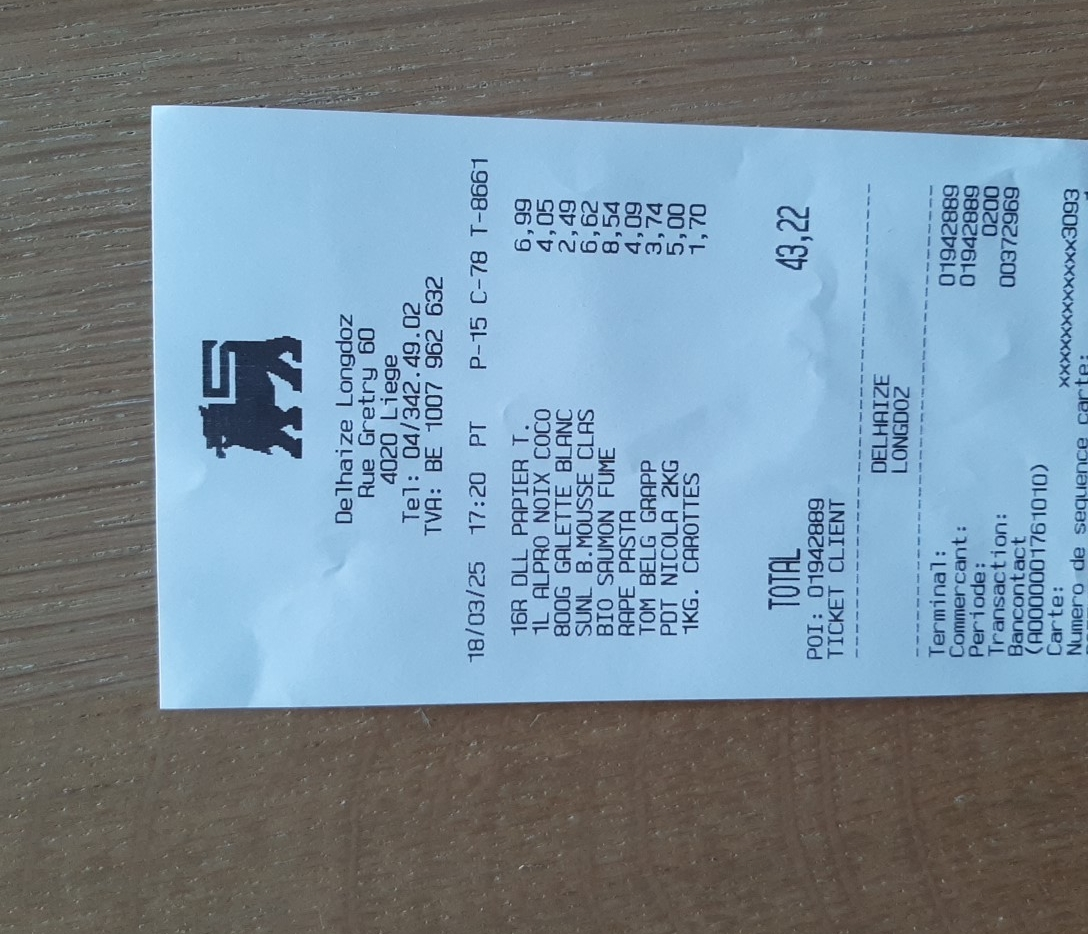 Delhaize Longdoz
Rue Gretry 60
4020 Liege
Tel: 04/342.49.02
TVA: BE 1007 962 632
18/03/25 17:20 PT P-15 C-78 T-8661
16R DLL PAPIER T. 6,99
1L ALPRO NOIX COCO 4,05
800G GALETTE BLANC 2,49
SUNL B.MOUSSE CLAS 6,62
BIO SAUMON FUME 8,54
RAPE PASTA 4,09
TOM BELG GRAPP 3,74
PDT NICOLA 2KG 5,00
1KG. CAROTTES 1,70
TOTAL 43,22
POI: 01942889
TICKET CLIENT
DELHAIZE
LONGDOZ
Terminal: 01942889
Commercant: 01942889
Periode: 0200
Transaction: 00372969
Bancontact
(A0000000017610​10)
Carte: xxxxxxxxxxxxx3093
Numero de sequence carte: